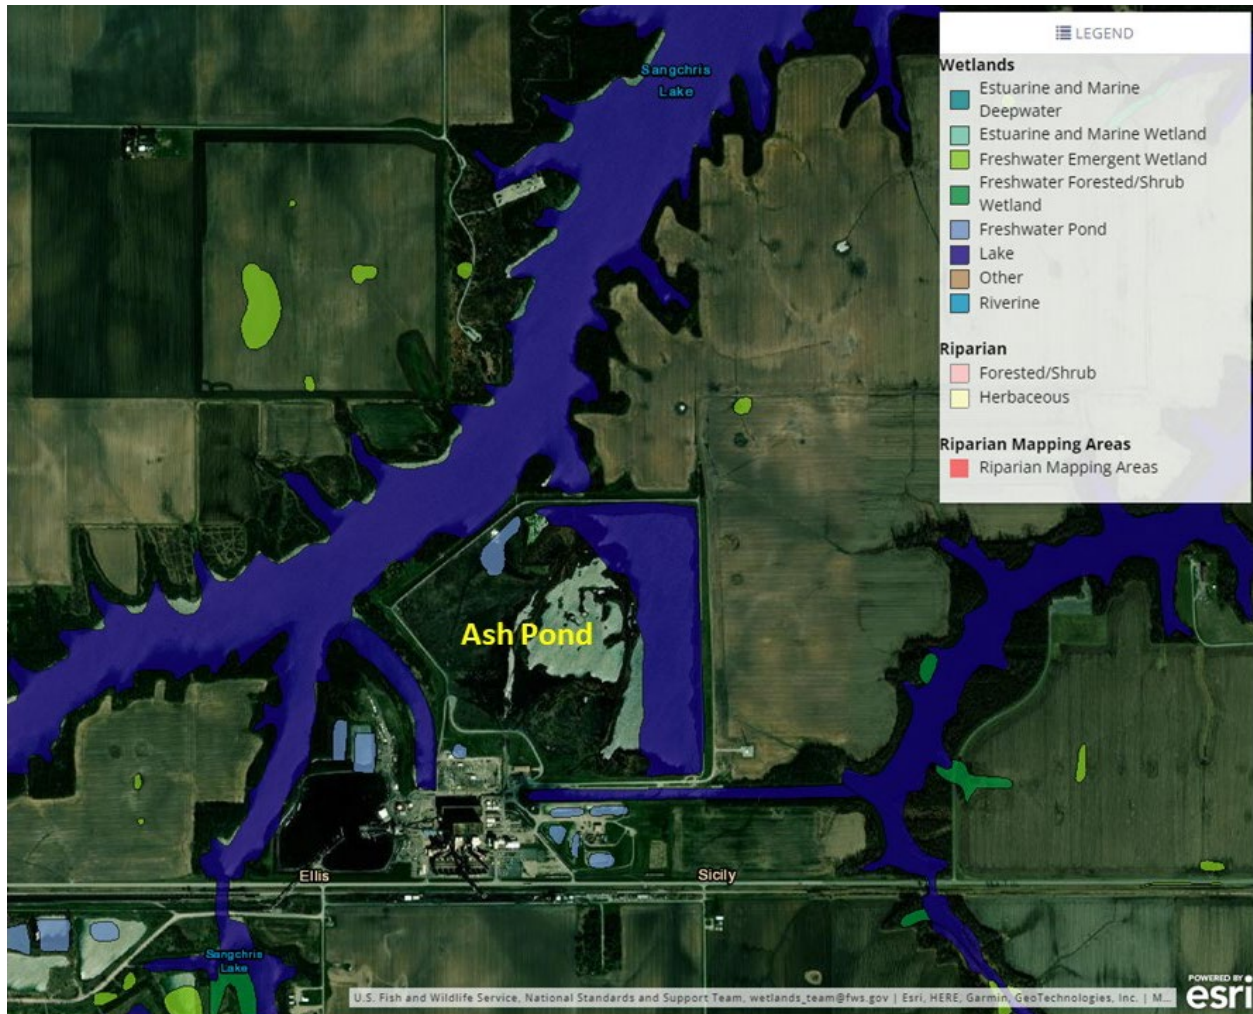 LEGEND
Wetlands
Estuarine and Marine
Deepwater
Estuarine and Marine Wetland
Freshwater Emergent Wetland
Freshwater Forested/Shrub
Wetland
Freshwater Pond
Lake
Other
Riverine
Riparian
Forested/Shrub
Herbaceous
Riparian Mapping Areas
Riparian Mapping Areas
Sangchris
Lake
Ash Pond
Ellis
Sicily
Sangchris
Lake
U.S. Fish and Wildlife Service, National Standards and Support Team, wetlands_team@fws.gov | Esri, HERE, Garmin, GeoTechnologies, Inc. | M...
POWERED BY
esri